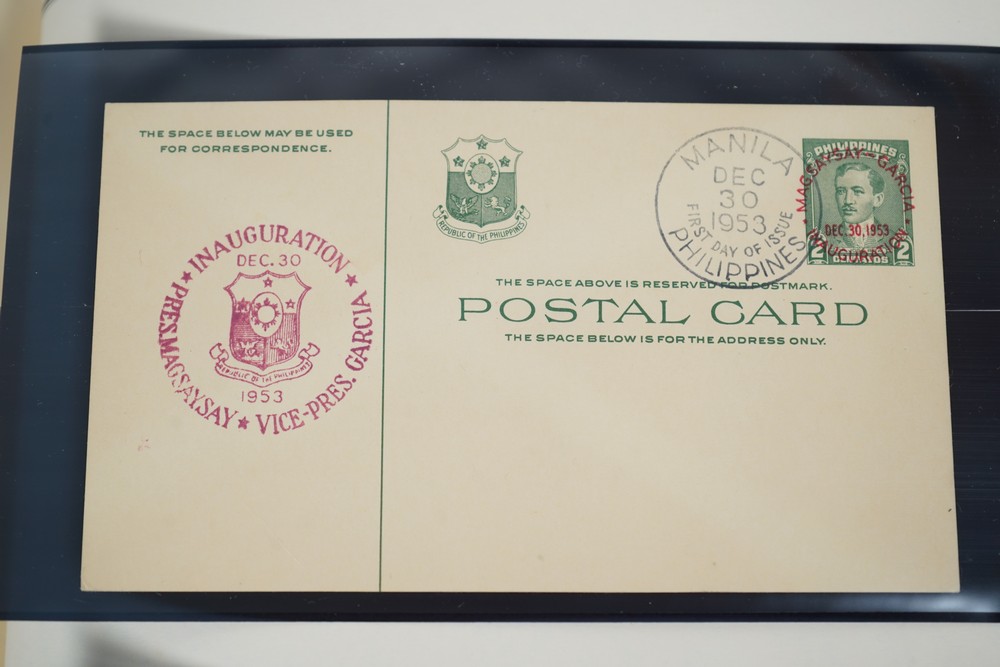 THE SPACE BELOW MAY BE USED
FOR CORRESPONDENCE.
★ INAUGURATION ★
DEC. 30
PRES. MAGSAYSAY ★ VICE-PRES. GARCIA
REPUBLIC OF THE PHILIPPINES
1953
REPUBLIC OF THE PHILIPPINES
MANILA
DEC
30
1953
FIRST DAY OF ISSUE
PHILIPPINES
PHILIPPINES
MAGSAYSAY - GARCIA
DEC. 30, 1953
• INAUGURATION •
2 2
THE SPACE ABOVE IS RESERVED FOR POSTMARK.
POSTAL CARD
THE SPACE BELOW IS FOR THE ADDRESS ONLY.